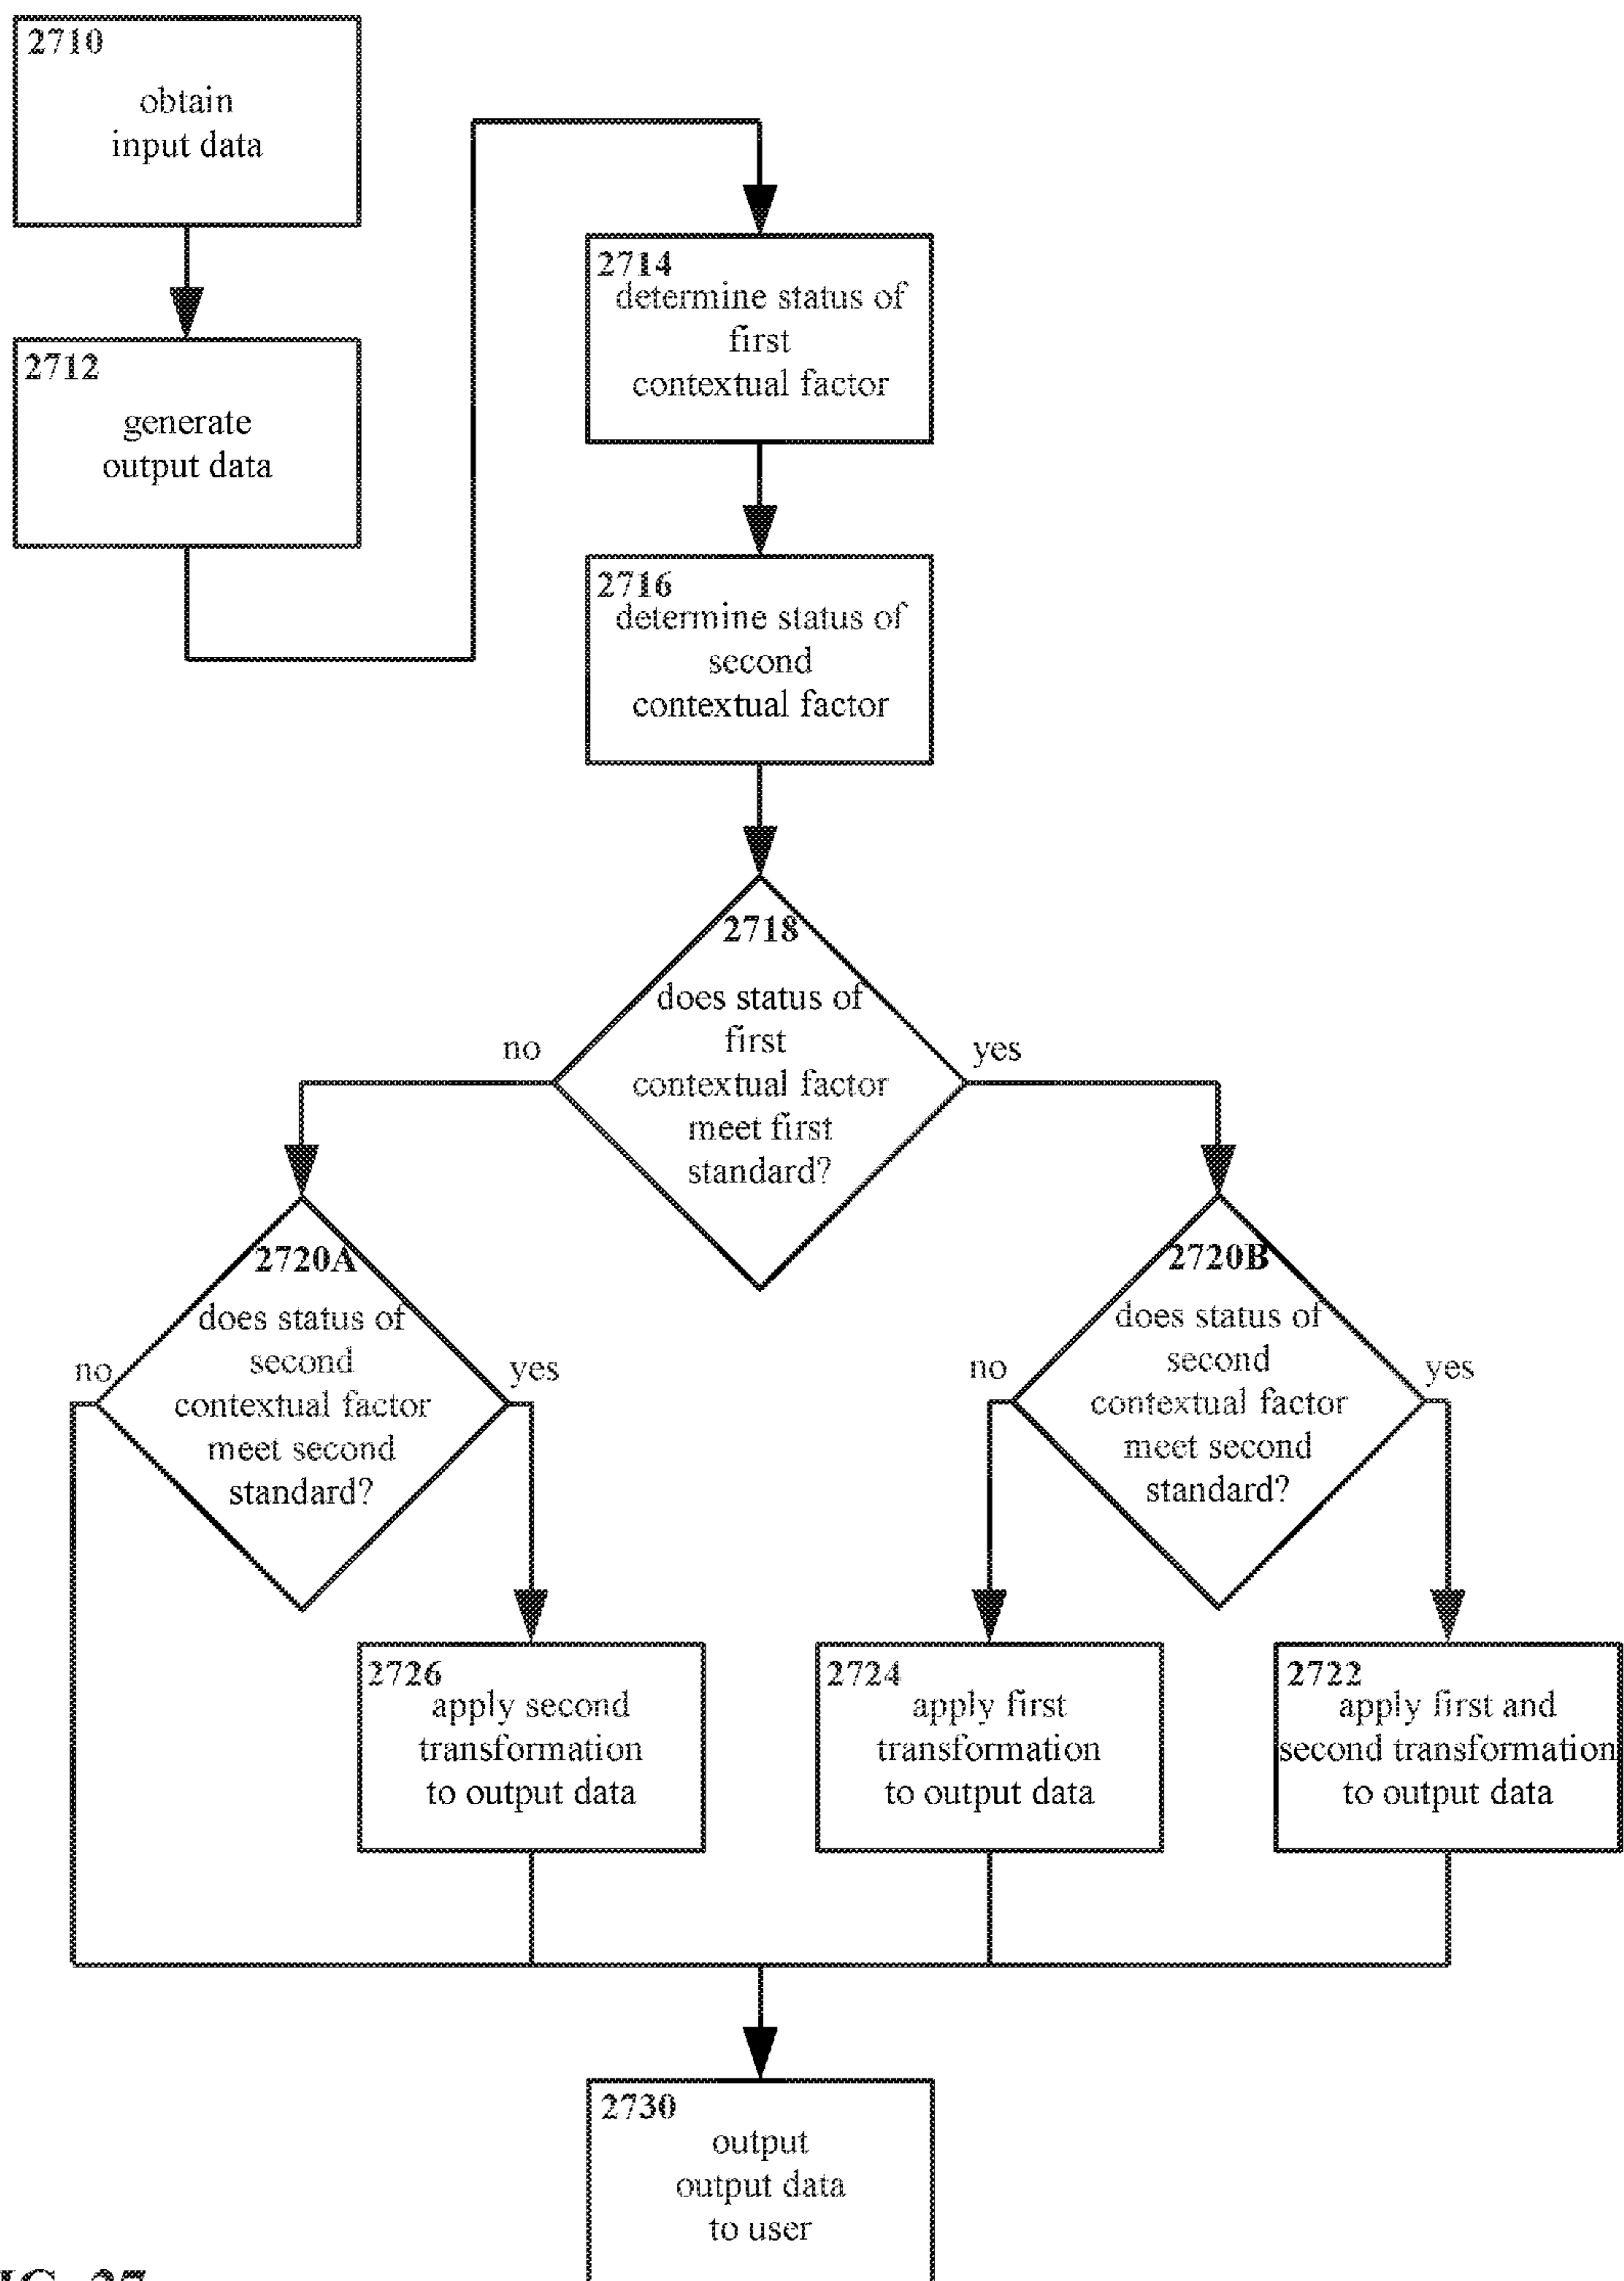 2710
obtain
input data
2712
generate
output data
2714
determine status of
first
contextual factor
2716
determine status of
second
contextual factor
2718
does status of
first
contextual factor
meet first
standard?
no
yes
2720A
does status of
second
contextual factor
meet second
standard?
no
yes
2720B
does status of
second
contextual factor
meet second
standard?
no
yes
2726
apply second
transformation
to output data
2724
apply first
transformation
to output data
2722
apply first and
second transformation
to output data
2730
output
output data
to user